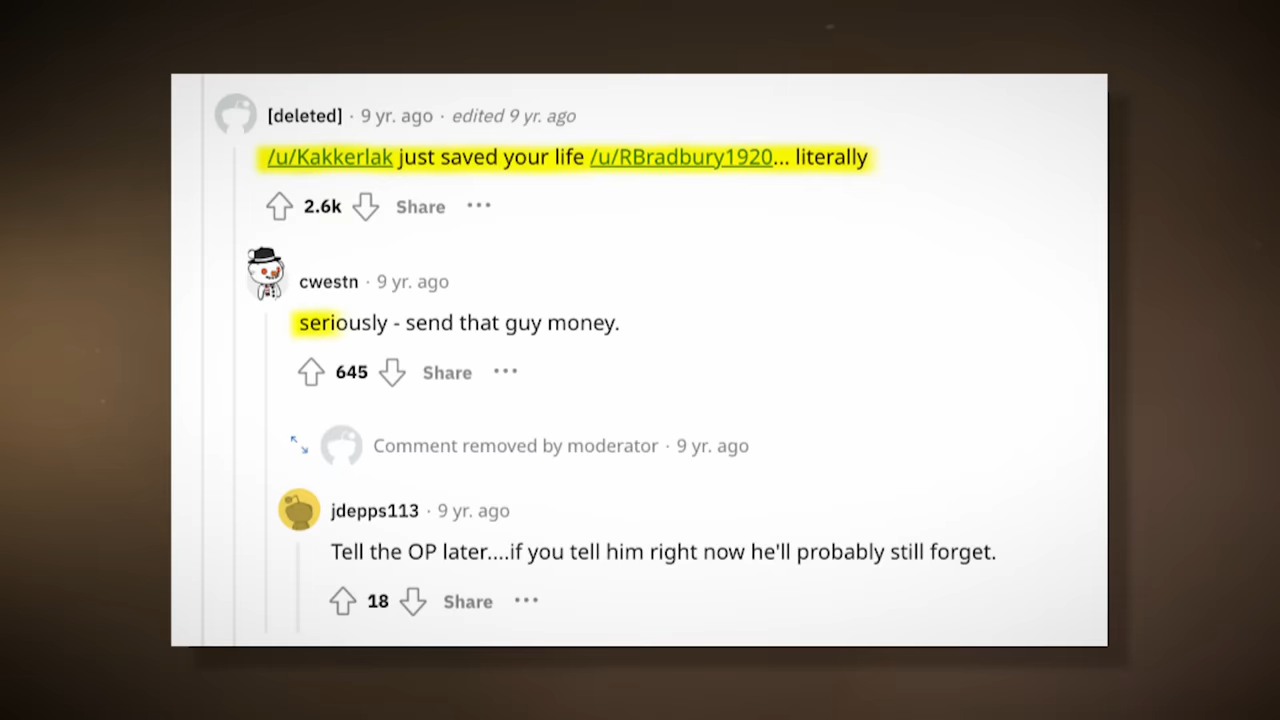 [deleted] · 9 yr. ago · edited 9 yr. ago
/u/Kakkerlak just saved your life /u/RBradbury1920... literally
2.6k Share ···
cwestn · 9 yr. ago
seriously - send that guy money.
645 Share ···
Comment removed by moderator · 9 yr. ago
jdepps113 · 9 yr. ago
Tell the OP later....if you tell him right now he'll probably still forget.
18 Share ···